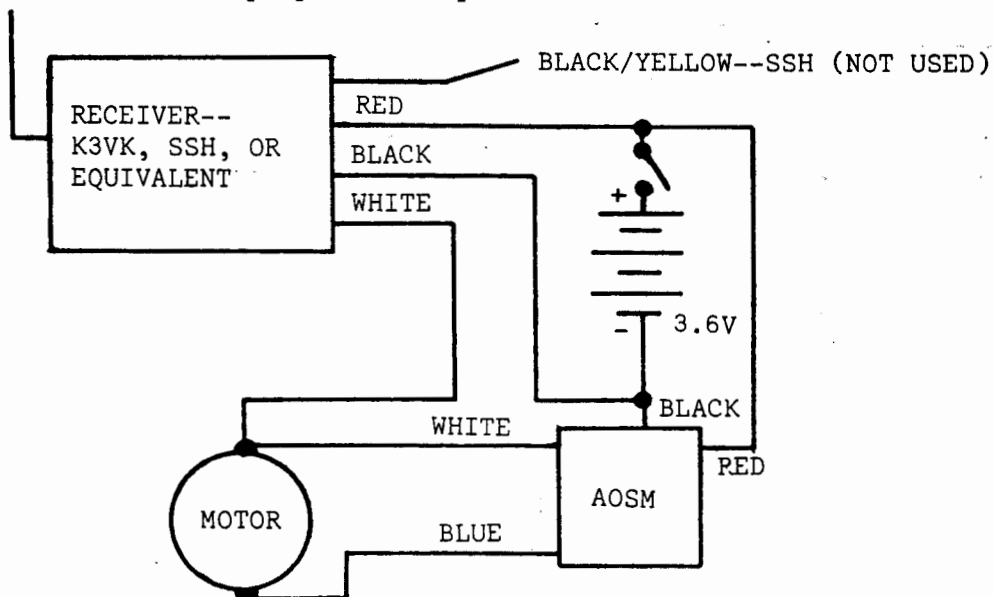 BLACK/YELLOW--SSH (NOT USED)
RECEIVER--
K3VK, SSH, OR
EQUIVALENT
RED
BLACK
WHITE
+
-
3.6V
BLACK
WHITE
RED
AOSM
MOTOR
BLUE